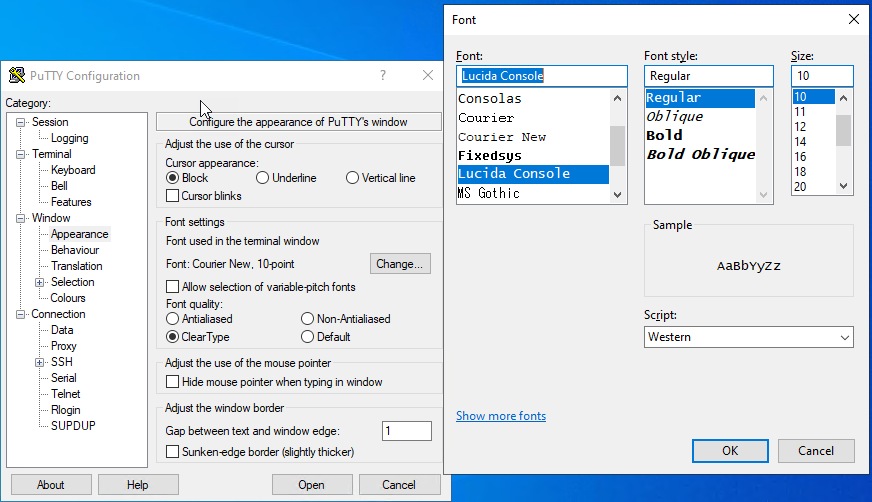 PuTTY Configuration
?
Category:
Session
Logging
Terminal
Keyboard
Bell
Features
Window
Appearance
Behaviour
Translation
Selection
Colours
Connection
Data
Proxy
SSH
Serial
Telnet
Rlogin
SUPDUP
Configure the appearance of PuTTY's window
Adjust the use of the cursor
Cursor appearance:
Block Underline Vertical line
Cursor blinks
Font settings
Font used in the terminal window
Font: Courier New, 10-point Change...
Allow selection of variable-pitch fonts
Font quality:
Antialiased Non-Antialiased
ClearType Default
Adjust the use of the mouse pointer
Hide mouse pointer when typing in window
Adjust the window border
Gap between text and window edge: 1
Sunken-edge border (slightly thicker)
About Help Open Cancel
Font
Font:
Lucida Console
Consolas
Courier
Courier New
Fixedsys
Lucida Console
MS Gothic
Font style:
Regular
Regular
Oblique
Bold
Bold Oblique
Size:
10
10
11
12
14
16
18
20
Sample
AaBbYyZz
Script:
Western
Show more fonts
OK Cancel